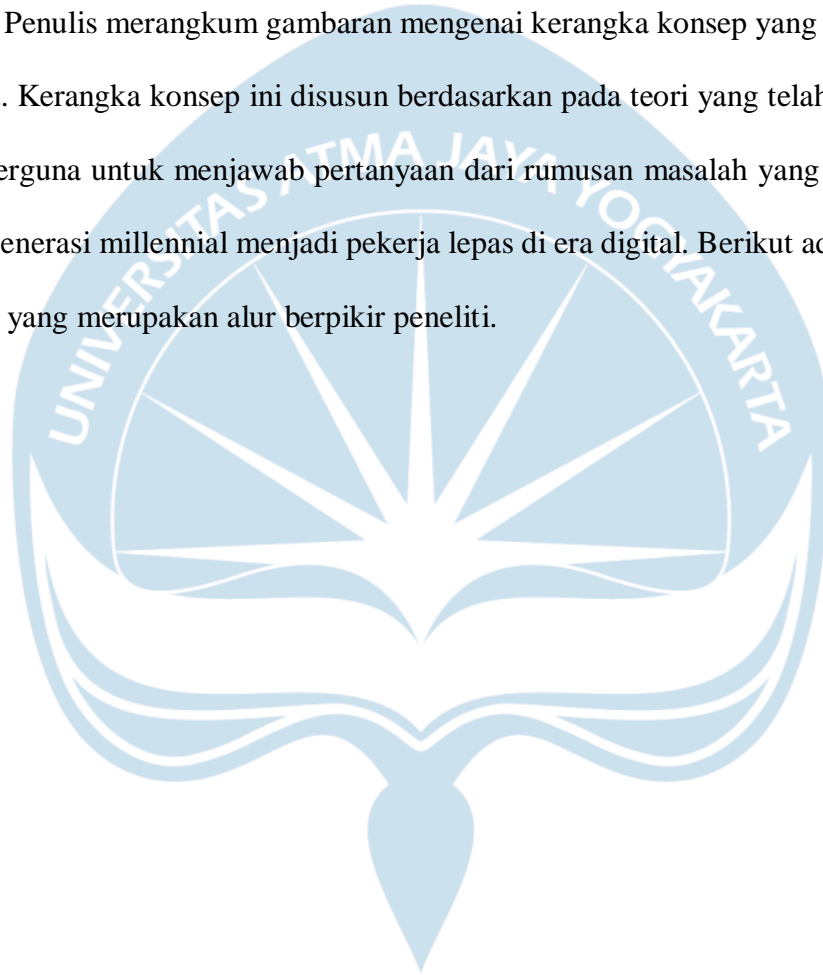 Penulis merangkum gambaran mengenai kerangka konsep yang
. Kerangka konsep ini disusun berdasarkan pada teori yang telah
erguna untuk menjawab pertanyaan dari rumusan masalah yang
enerasi millennial menjadi pekerja lepas di era digital. Berikut
yang merupakan alur berpikir peneliti.
UNIVERSITAS ATMA JAYA YOGYAKARTA